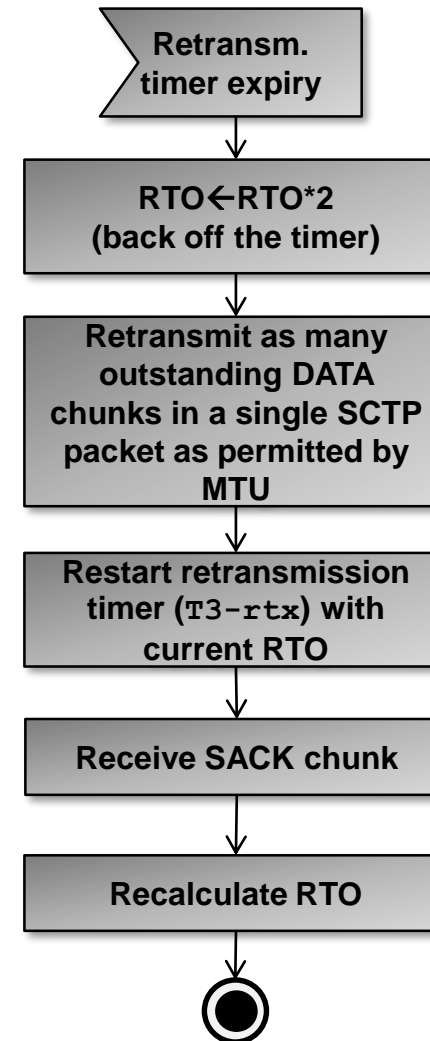 Retransm.
timer expiry
RTO←RTO*2
(back off the timer)
Retransmit as many
outstanding DATA
chunks in a single SCTP
packet as permitted by
MTU
Restart retransmission
timer (T3-rtx) with
current RTO
Receive SACK chunk
Recalculate RTO